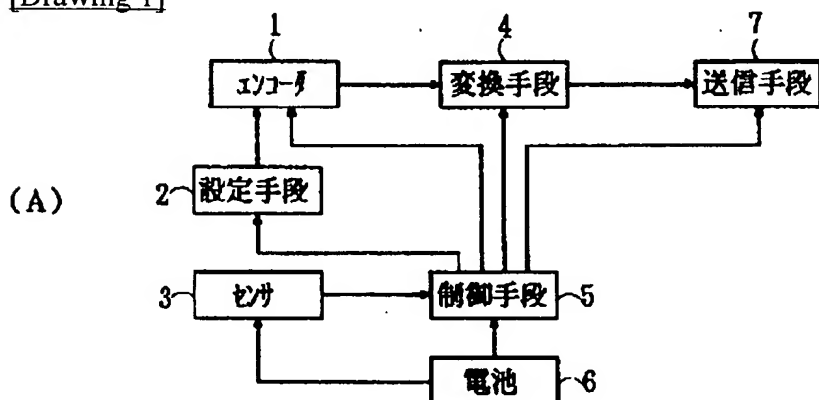 [Drawing 1]
1 4 7
エンコーダ 変換手段 送信手段
(A) 2 設定手段
3 センサ 制御手段 5
電池 6